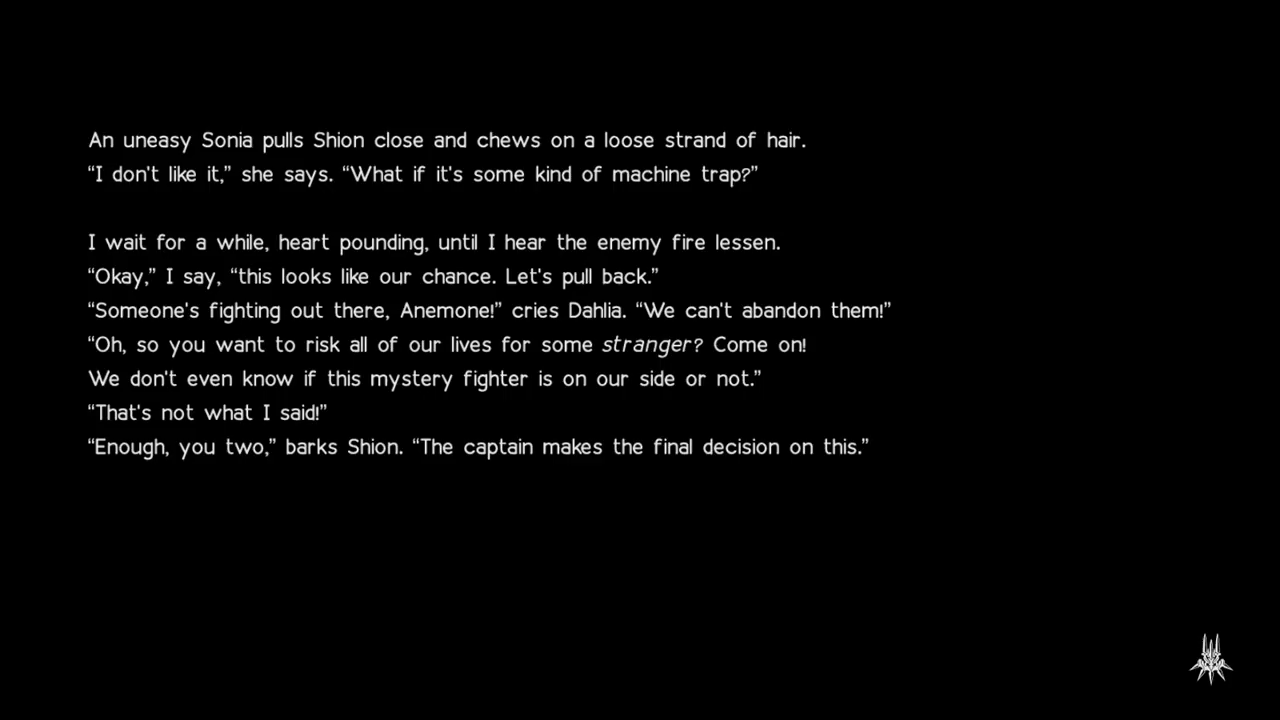 An uneasy Sonia pulls Shion close and chews on a loose strand of hair.
“I don't like it,” she says. “What if it's some kind of machine trap?”
I wait for a while, heart pounding, until I hear the enemy fire lessen.
“Okay,” I say, “this looks like our chance. Let's pull back.”
“Someone's fighting out there, Anemone!” cries Dahlia. “We can't abandon them!”
“Oh, so you want to risk all of our lives for some stranger? Come on!
We don't even know if this mystery fighter is on our side or not.”
“That's not what I said!”
“Enough, you two,” barks Shion. “The captain makes the final decision on this.”